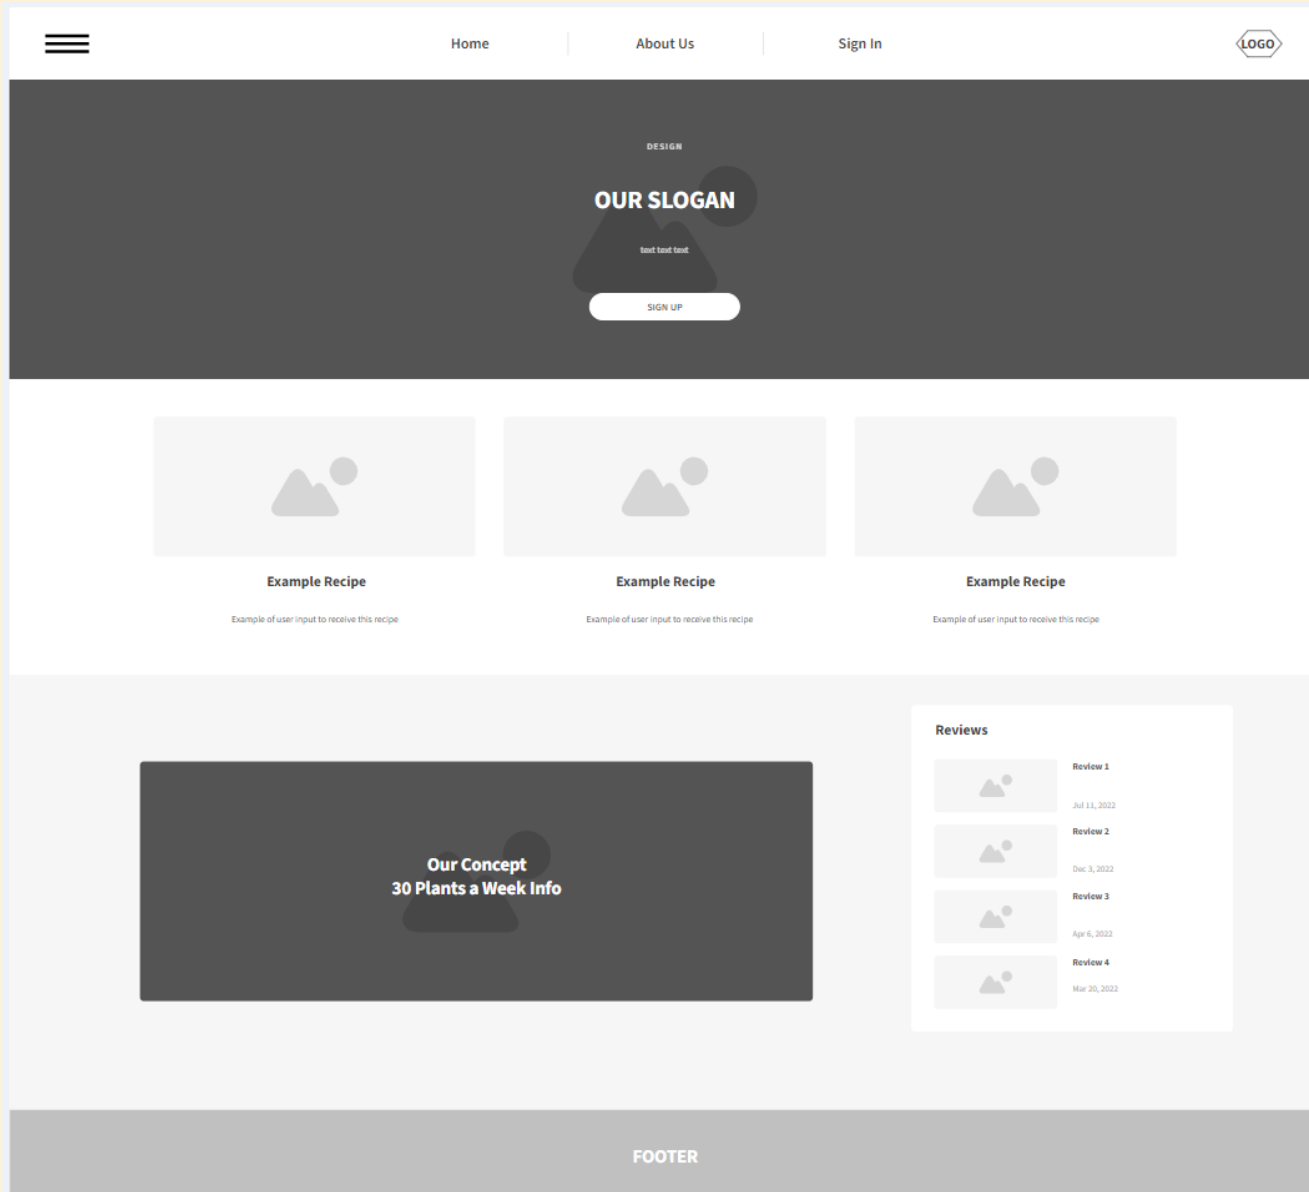 Home
About Us
Sign In
LOGO
DESIGN
OUR SLOGAN
text text text
SIGN UP
Example Recipe
Example of user input to receive this recipe
Example Recipe
Example of user input to receive this recipe
Example Recipe
Example of user input to receive this recipe
Our Concept
30 Plants a Week Info
Reviews
Review 1
Jul 11, 2022
Review 2
Dec 3, 2022
Review 3
Apr 6, 2022
Review 4
Mar 20, 2022
FOOTER